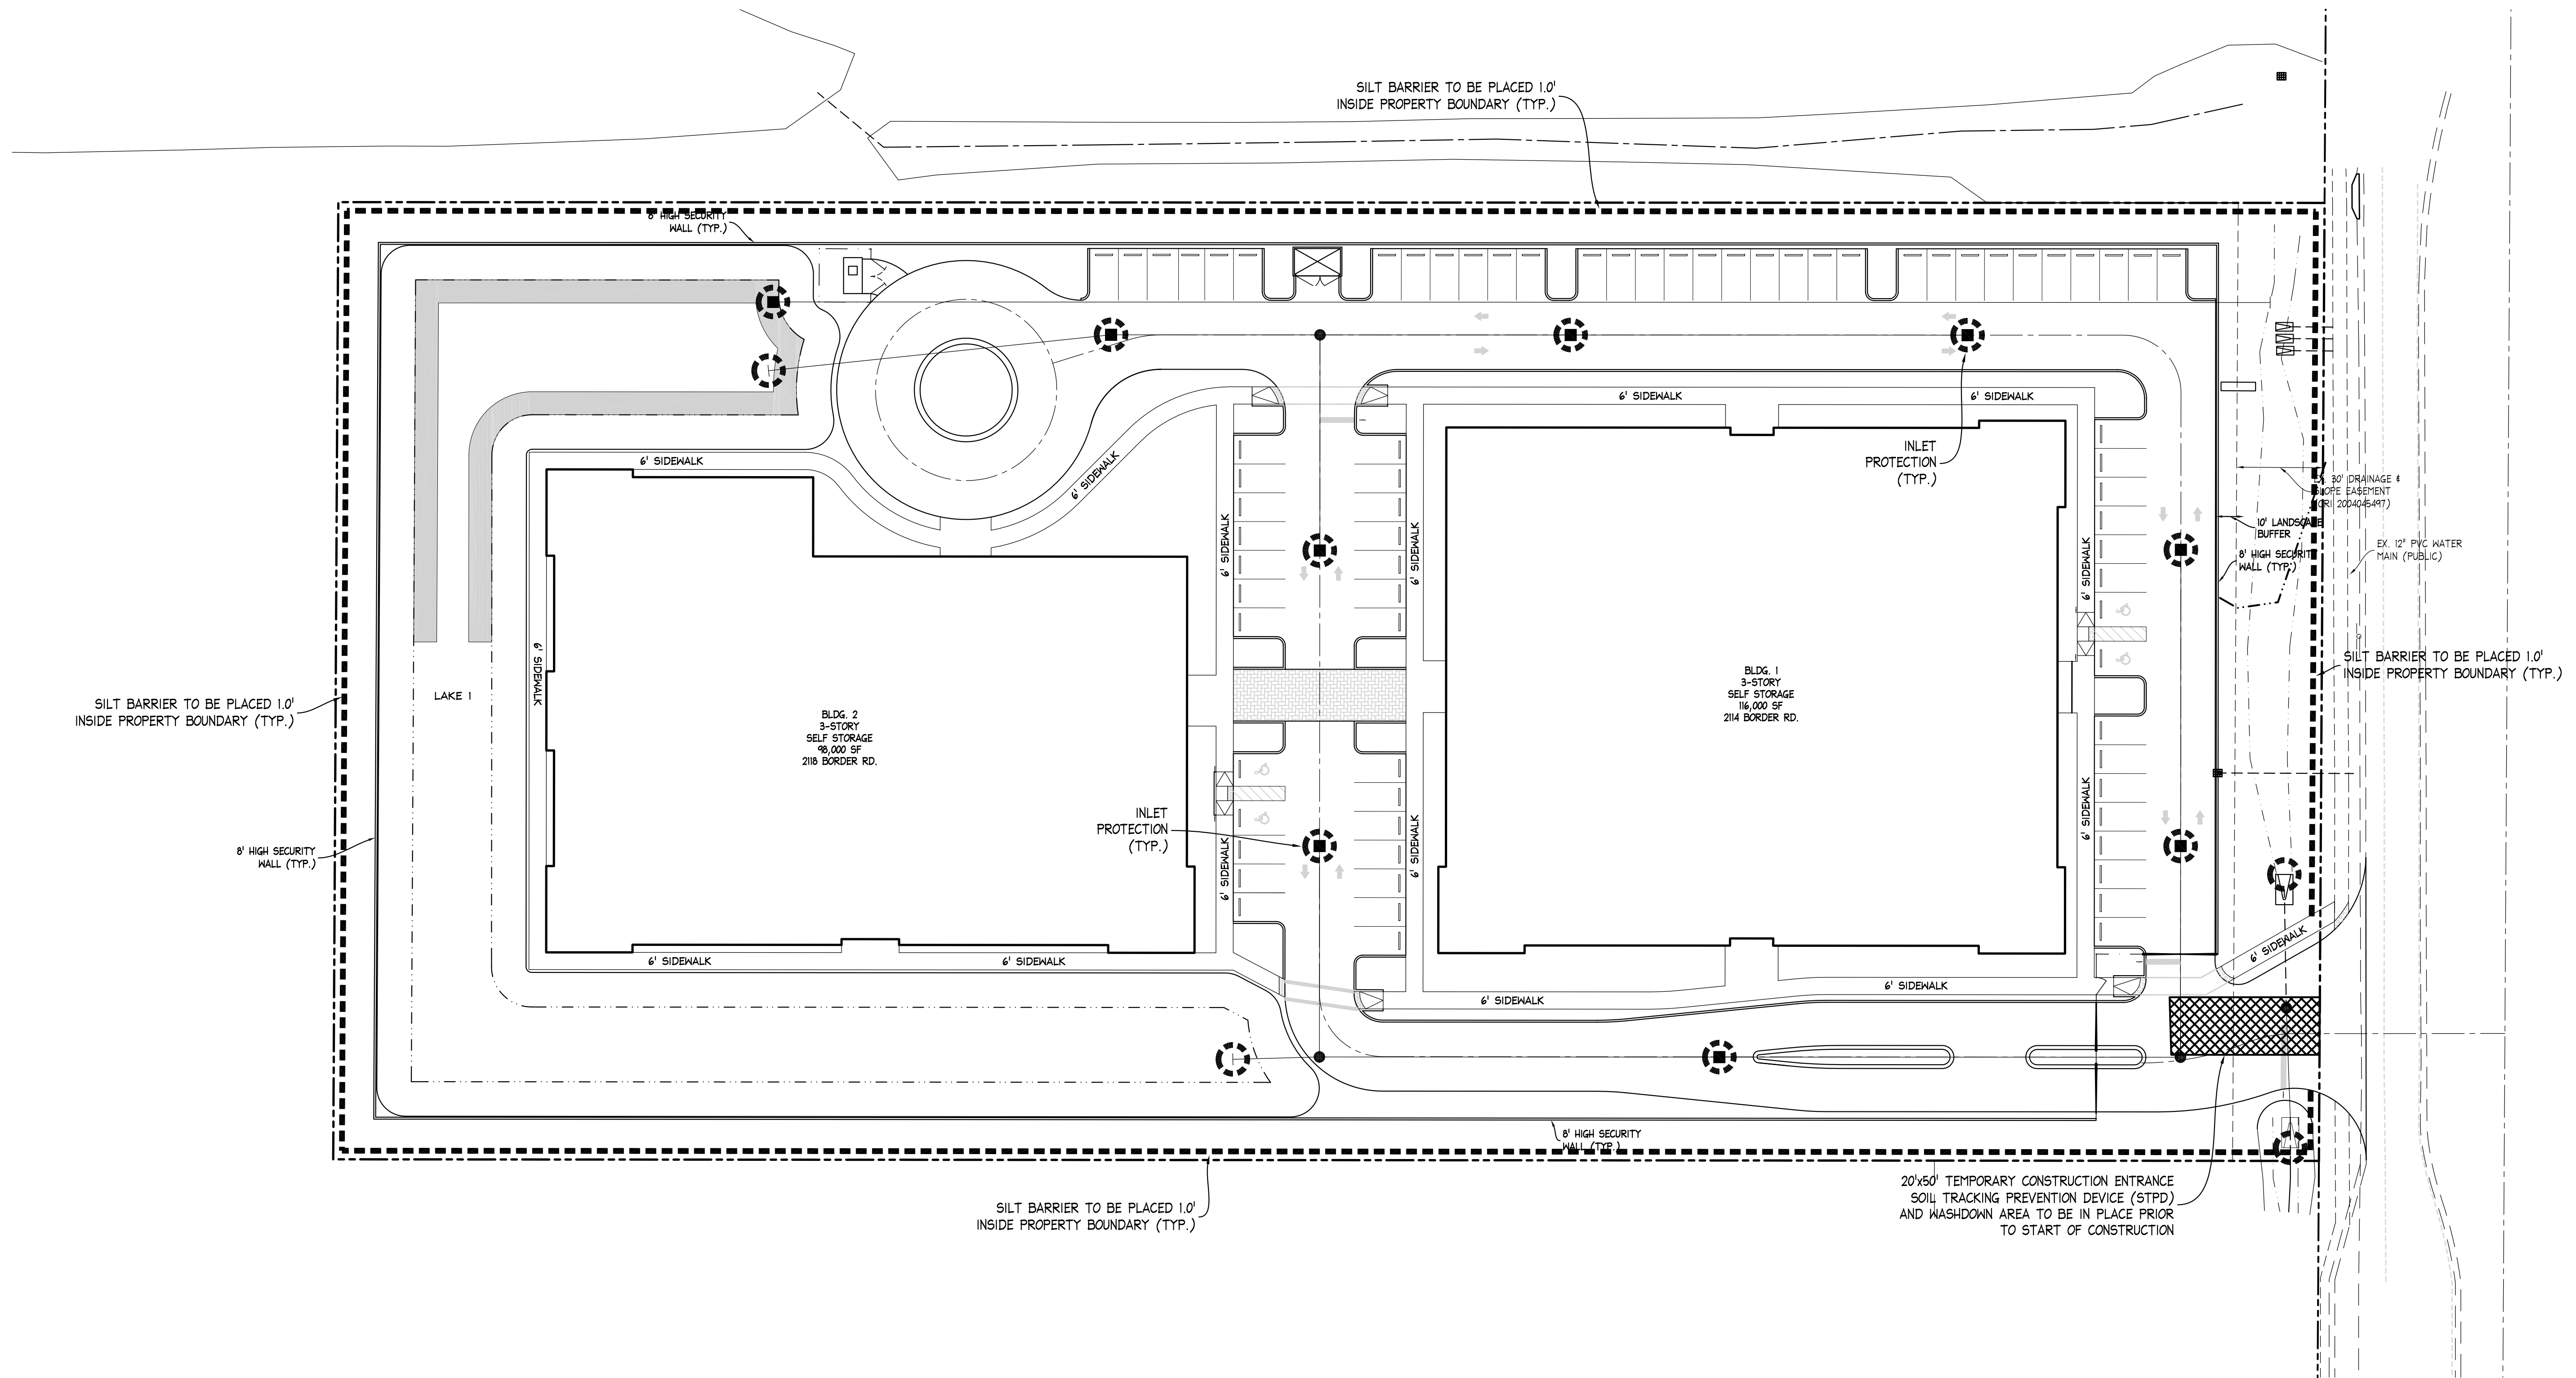 SILT BARRIER TO BE PLACED 1.0'
INSIDE PROPERTY BOUNDARY (TYP.)
8' HIGH SECURITY
WALL (TYP.)
6' SIDEWALK
6' SIDEWALK
6' SIDEWALK
6' SIDEWALK
INLET
PROTECTION
(TYP.)
EX. 30' DRAINAGE &
SLOPE EASEMENT
(ORI 2004045497)
10' LANDSCAPE
BUFFER
8' HIGH SECURITY
WALL (TYP.)
EX. 12" PVC WATER
MAIN (PUBLIC)
6' SIDEWALK
6' SIDEWALK
6' SIDEWALK
6' SIDEWALK
SILT BARRIER TO BE PLACED 1.0'
INSIDE PROPERTY BOUNDARY (TYP.)
LAKE 1
SILT BARRIER TO BE PLACED 1.0'
INSIDE PROPERTY BOUNDARY (TYP.)
BLDG. 2
3-STORY
SELF STORAGE
98,000 SF
2118 BORDER RD.
BLDG. 1
3-STORY
SELF STORAGE
116,000 SF
2114 BORDER RD.
INLET
PROTECTION
(TYP.)
8' HIGH SECURITY
WALL (TYP.)
6' SIDEWALK
6' SIDEWALK
6' SIDEWALK
6' SIDEWALK
6' SIDEWALK
6' SIDEWALK
6' SIDEWALK
6' SIDEWALK
8' HIGH SECURITY
WALL (TYP.)
SILT BARRIER TO BE PLACED 1.0'
INSIDE PROPERTY BOUNDARY (TYP.)
20'x50' TEMPORARY CONSTRUCTION ENTRANCE
SOIL TRACKING PREVENTION DEVICE (STPD)
AND WASHDOWN AREA TO BE IN PLACE PRIOR
TO START OF CONSTRUCTION